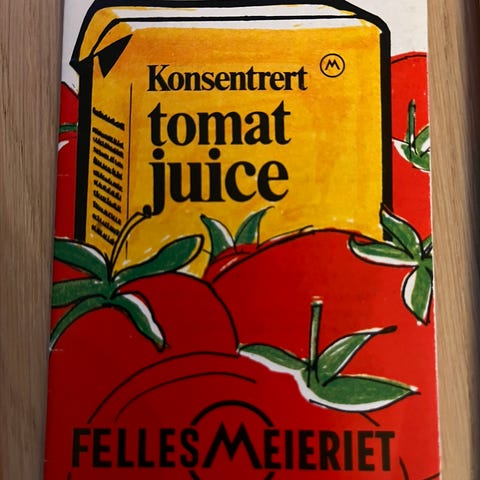 Konsentrert
M
tomat
juice
FELLESMEIERIET